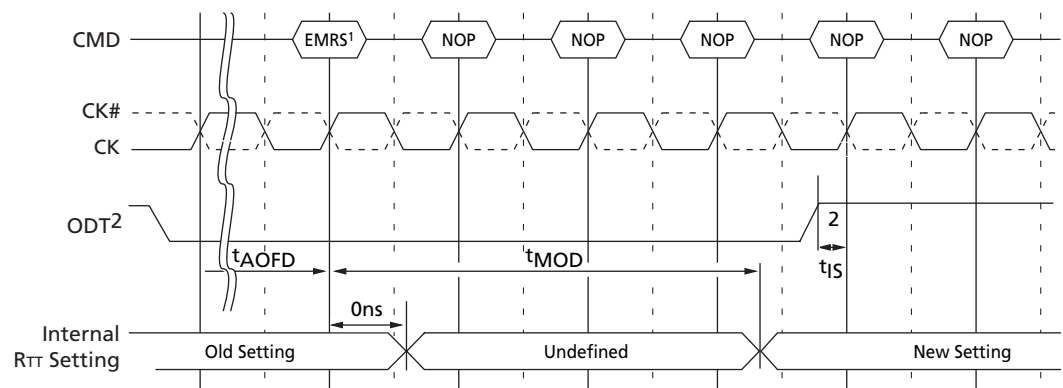 CMD EMRS¹ NOP NOP NOP NOP NOP
CK#
CK
ODT² 2
tAOFD tMOD tIS
0ns
Internal
RTT Setting Old Setting Undefined New Setting